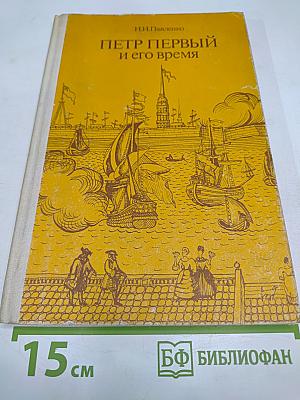 Н.И.Павленко
ПЕТР ПЕРВЫЙ
и его время
15 см
БФ БИБЛИОФАН